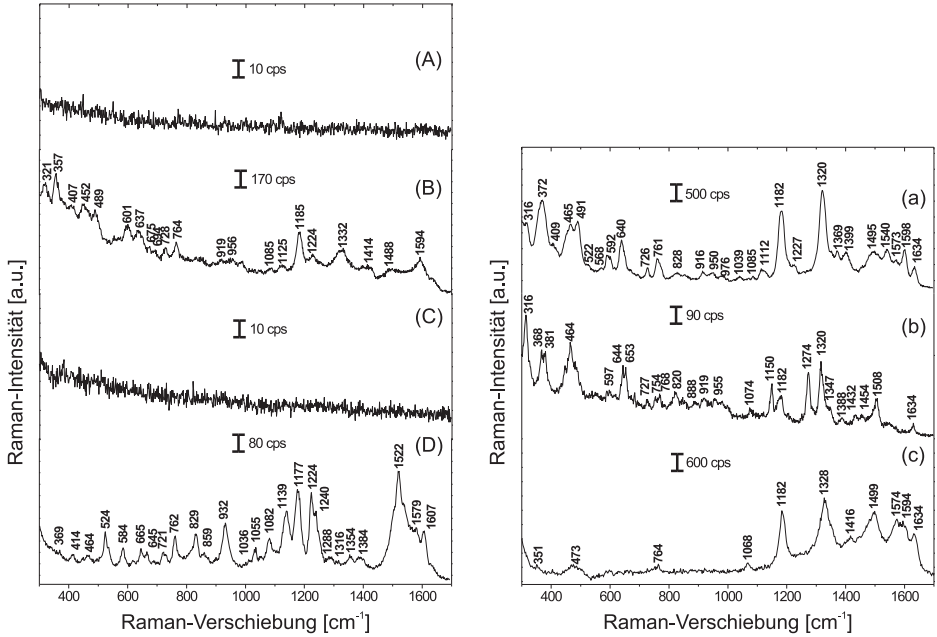 (A)
10 cps
321 357 407 452 489 601 637 675 694 728 764 919 956 1085 1125 1185 1224 1332 1414 1488 1594
170 cps
(B)
10 cps
(C)
80 cps
(D)
369 414 464 524 584 665 645 721 762 829 859 932 1036 1055 1082 1139 1177 1224 1240 1288 1316 1354 1384 1522 1579 1607
400 600 800 1000 1200 1400 1600
Raman-Verschiebung [cm-1]
Raman-Intensität [a.u.]
500 cps
(a)
316 372 409 465 491 522 568 592 640 726 761 828 916 950 976 1039 1085 1112 1182 1227 1320 1369 1399 1495 1540 1573 1598 1634
90 cps
(b)
316 368 381 464 597 644 653 727 754 768 820 888 919 955 1074 1150 1182 1274 1320 1347 1388 1432 1454 1508 1634
600 cps
(c)
351 473 764 1068 1182 1328 1416 1499 1574 1594 1634
400 600 800 1000 1200 1400 1600
Raman-Verschiebung [cm-1]
Raman-Intensität [a.u.]